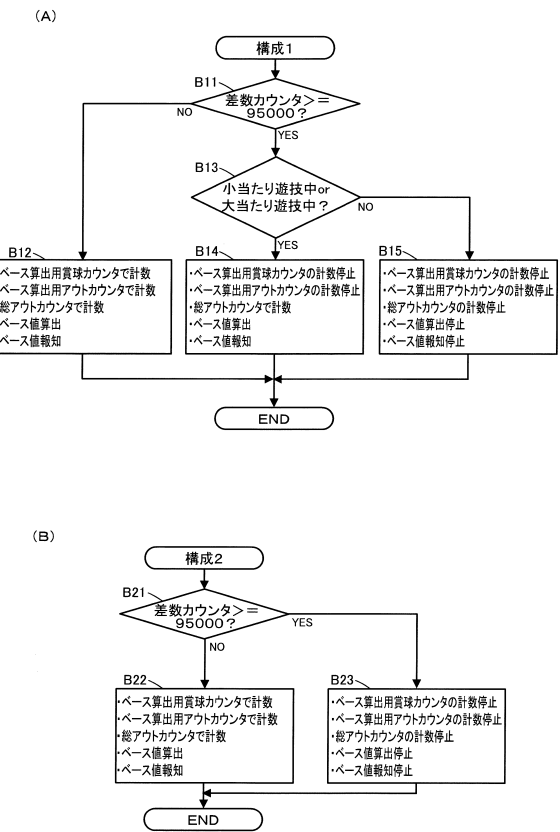 (A)
構成1
B11
差数カウンタ>=
95000?
NO
YES
B13
小当たり遊技中or
大当たり遊技中?
NO
YES
B12
ベース算出用賞球カウンタで計数
ベース算出用アウトカウンタで計数
総アウトカウンタで計数
ベース値算出
ベース値報知
B14
・ベース算出用賞球カウンタの計数停止
・ベース算出用アウトカウンタの計数停止
・総アウトカウンタで計数
・ベース値算出
・ベース値報知
B15
・ベース算出用賞球カウンタの計数停止
・ベース算出用アウトカウンタの計数停止
・総アウトカウンタの計数停止
・ベース値算出停止
・ベース値報知停止
END
(B)
構成2
B21
差数カウンタ>=
95000?
YES
NO
B22
・ベース算出用賞球カウンタで計数
・ベース算出用アウトカウンタで計数
・総アウトカウンタで計数
・ベース値算出
・ベース値報知
B23
・ベース算出用賞球カウンタの計数停止
・ベース算出用アウトカウンタの計数停止
・総アウトカウンタの計数停止
・ベース値算出停止
・ベース値報知停止
END